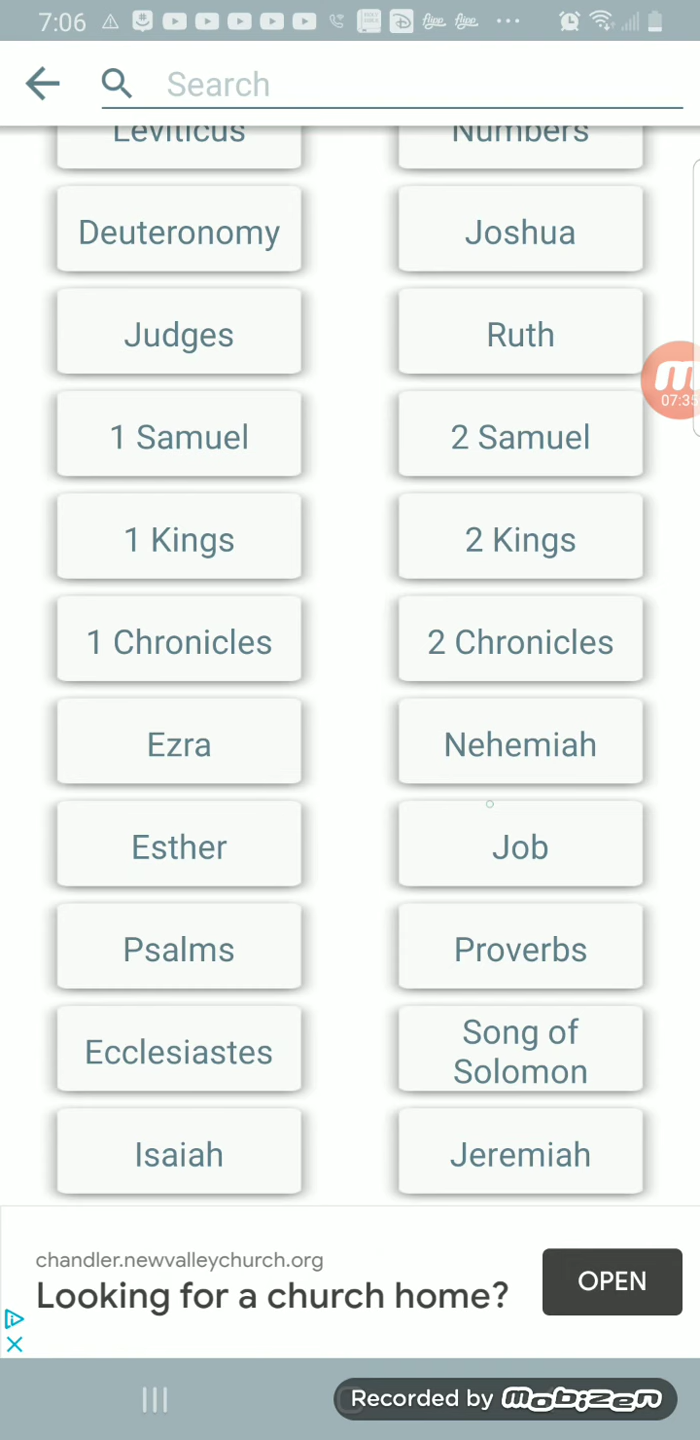 7:06
Search
Leviticus
Numbers
Deuteronomy
Joshua
Judges
Ruth
1 Samuel
2 Samuel
1 Kings
2 Kings
1 Chronicles
2 Chronicles
Ezra
Nehemiah
Esther
Job
Psalms
Proverbs
Ecclesiastes
Song of
Solomon
Isaiah
Jeremiah
07:35
chandler.newvalleychurch.org
Looking for a church home?
OPEN
Recorded by mobizen